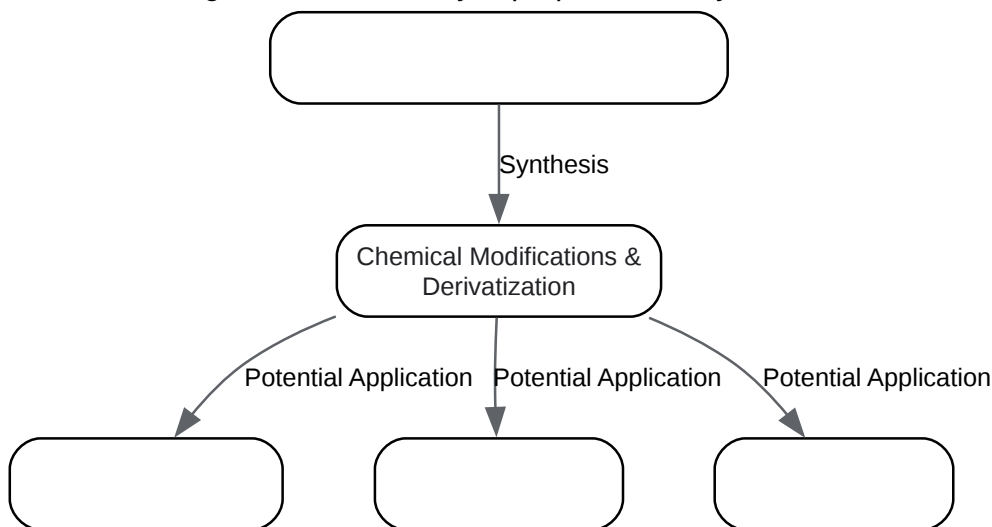 Synthesis
Chemical Modifications &
Derivatization
Potential Application
Potential Application
Potential Application